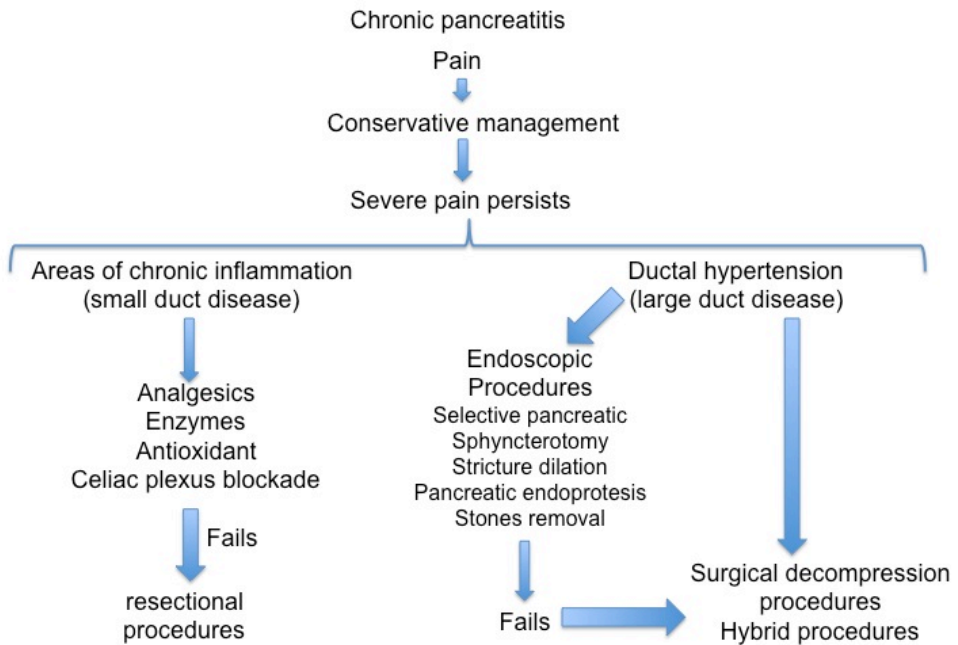 Chronic pancreatitis
Pain
Conservative management
Severe pain persists
Areas of chronic inflammation
(small duct disease)
Analgesics
Enzymes
Antioxidant
Celiac plexus blockade
Fails
resectional
procedures
Ductal hypertension
(large duct disease)
Endoscopic
Procedures
Selective pancreatic
Sphyncterotomy
Stricture dilation
Pancreatic endoprotesis
Stones removal
Fails
Surgical decompression
procedures
Hybrid procedures